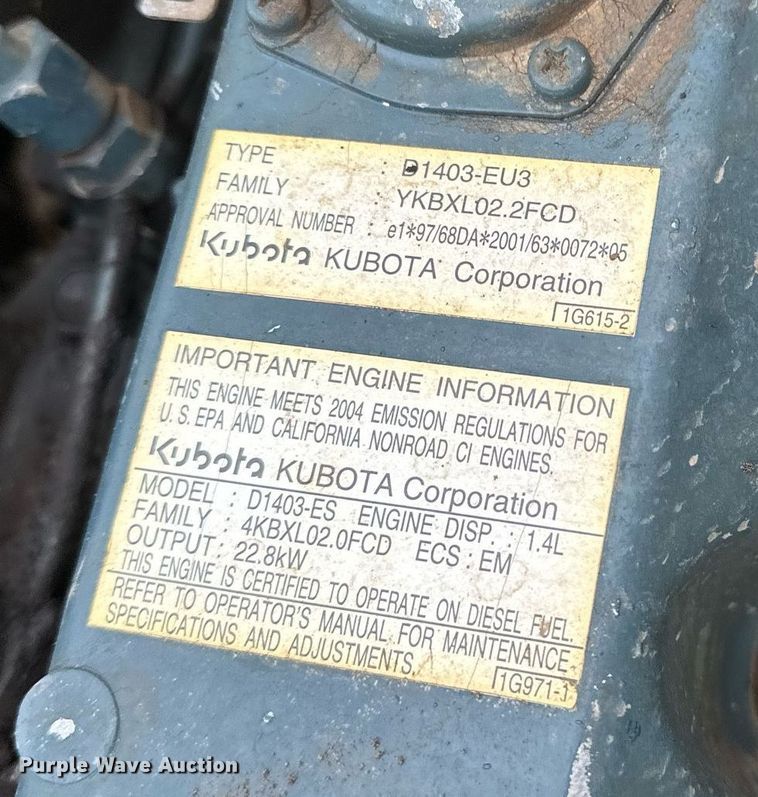 TYPE : D1403-EU3
FAMILY : YKBXL02.2FCD
APPROVAL NUMBER : e1*97/68DA*2001/63*0072*05
Kubota KUBOTA Corporation
1G615-2
IMPORTANT ENGINE INFORMATION
THIS ENGINE MEETS 2004 EMISSION REGULATIONS FOR
U.S. EPA AND CALIFORNIA NONROAD CI ENGINES.
Kubota KUBOTA Corporation
MODEL : D1403-ES ENGINE DISP. : 1.4L
FAMILY : 4KBXL02.0FCD ECS : EM
OUTPUT : 22.8kW
THIS ENGINE IS CERTIFIED TO OPERATE ON DIESEL FUEL.
REFER TO OPERATOR'S MANUAL FOR MAINTENANCE
SPECIFICATIONS AND ADJUSTMENTS.
1G971-1
Purple Wave Auction